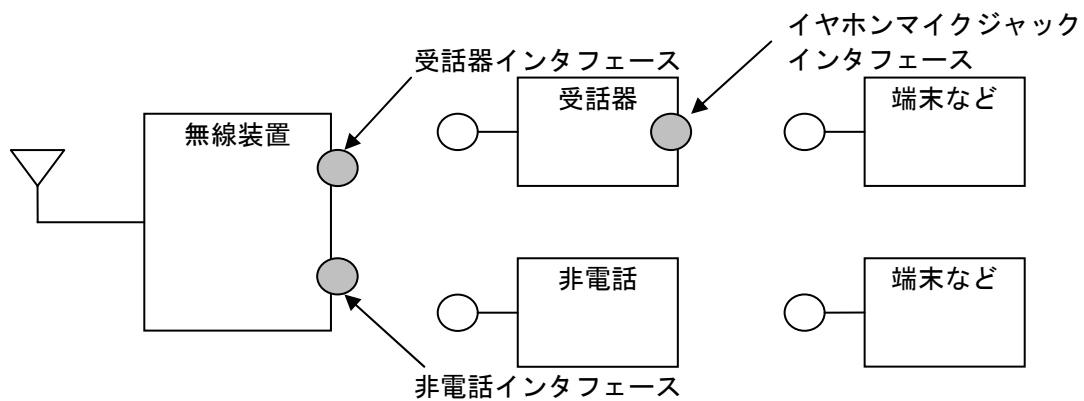 イヤホンマイクジャック
インタフェース
受話器インタフェース
受話器
端末など
無線装置
非電話
端末など
非電話インタフェース